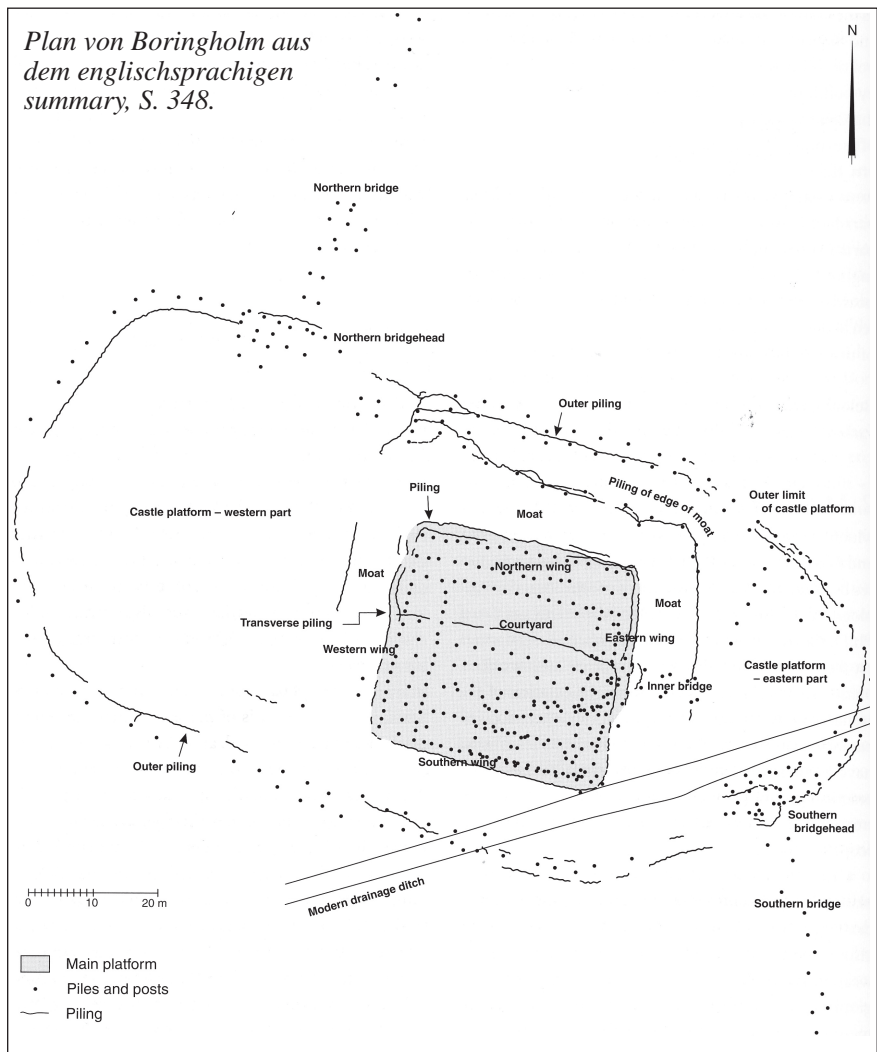 Plan von Boringholm aus
dem englischsprachigen
summary, S. 348.
N
Northern bridge
Northern bridgehead
Outer piling
Piling of edge of moat
Outer limit
of castle platform
Piling
Castle platform – western part
Moat
Northern wing
Moat
Moat
Transverse piling
Courtyard
Eastern wing
Western wing
Castle platform
– eastern part
Inner bridge
Outer piling
Southern wing
Southern
bridgehead
Modern drainage ditch
Southern bridge
0 10 20 m
Main platform
Piles and posts
Piling